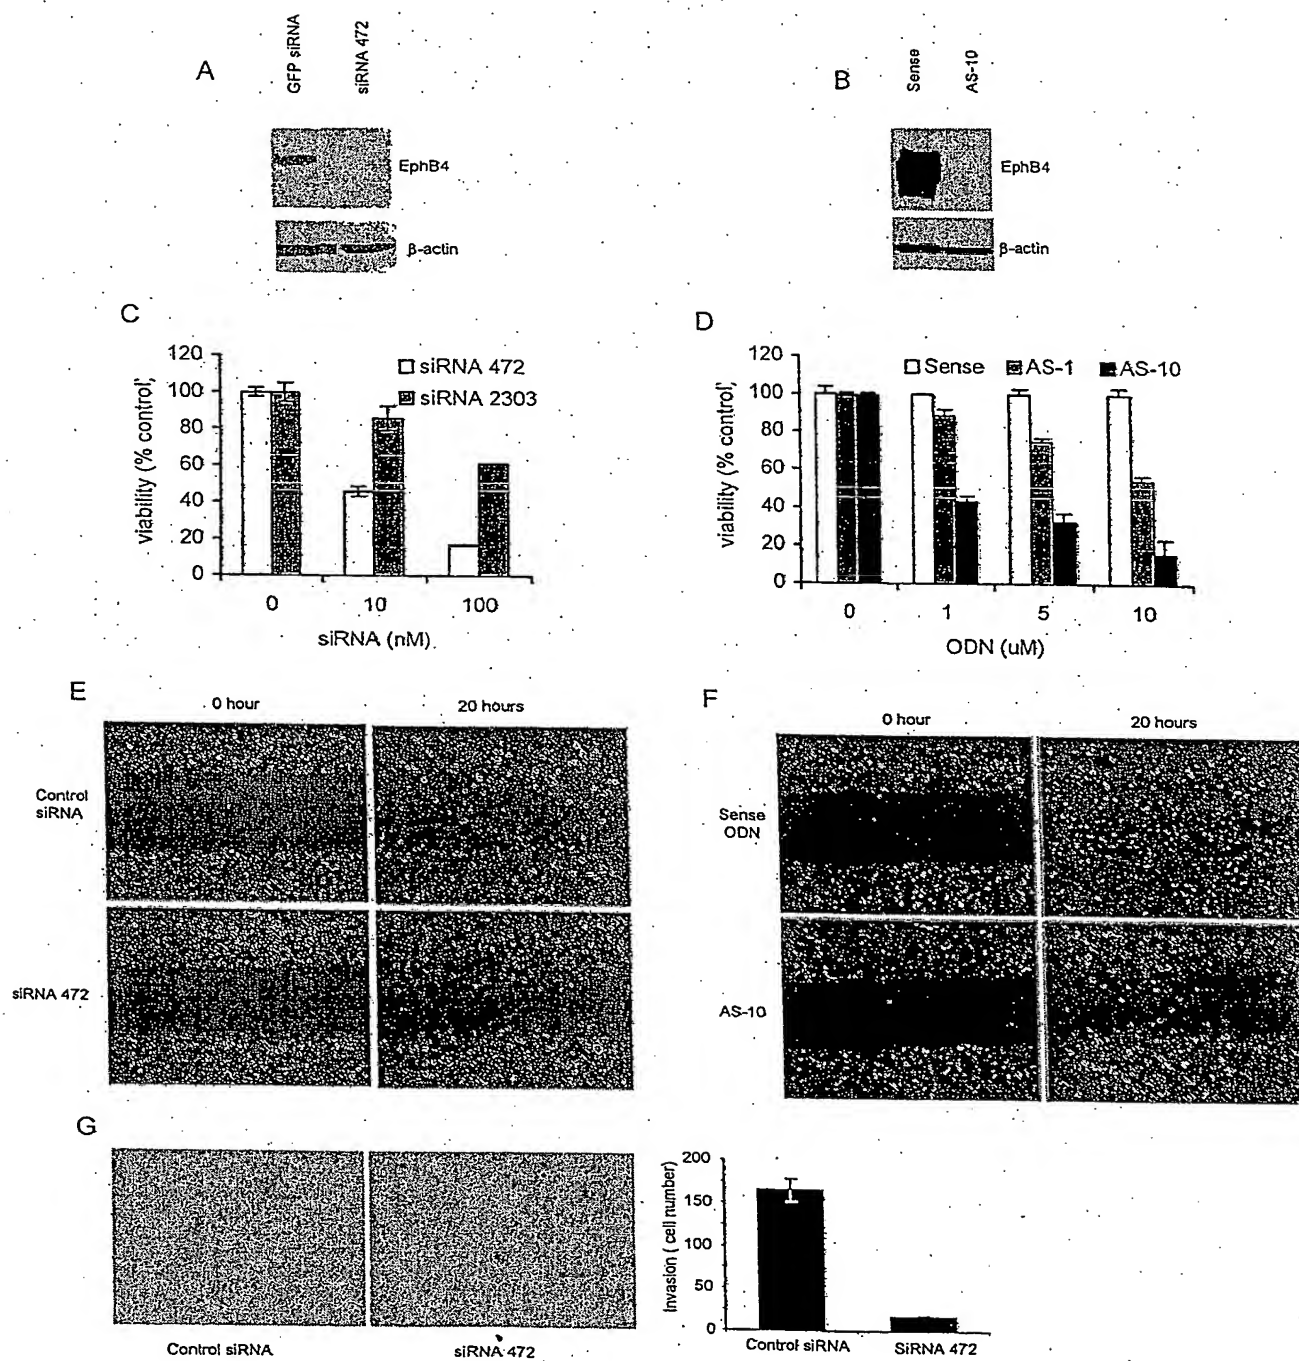 A
GFP siRNA
siRNA 472
EphB4
β-actin
B
Sense
AS-10
EphB4
β-actin
C
viability (% control)
120
100
80
60
40
20
0
siRNA 472
siRNA 2303
0 10 100
siRNA (nM)
D
viability (% control)
120
100
80
60
40
20
0
Sense AS-1 AS-10
0 1 5 10
ODN (uM)
E
0 hour 20 hours
Control
siRNA
siRNA 472
F
0 hour 20 hours
Sense
ODN
AS-10
G
Control siRNA siRNA 472
Invasion ( cell number)
200
150
100
50
0
Control siRNA SiRNA 472